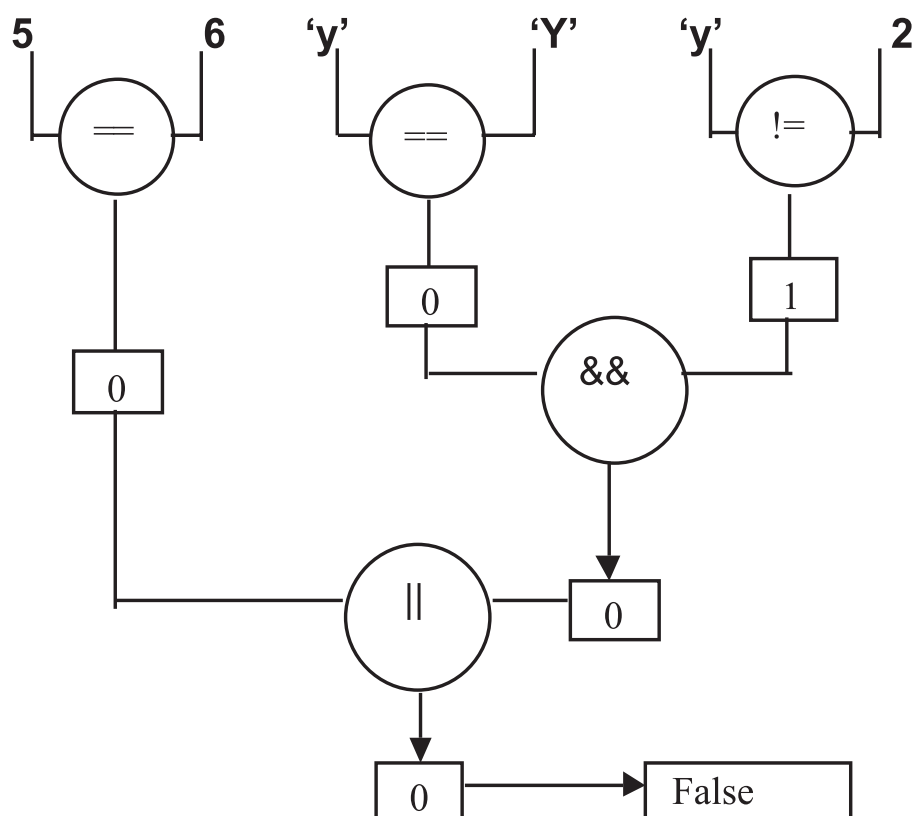 5 6 ‘y’ ‘Y’ ‘y’ 2
== == !=
0 1
0
&&
|| 0
0 False